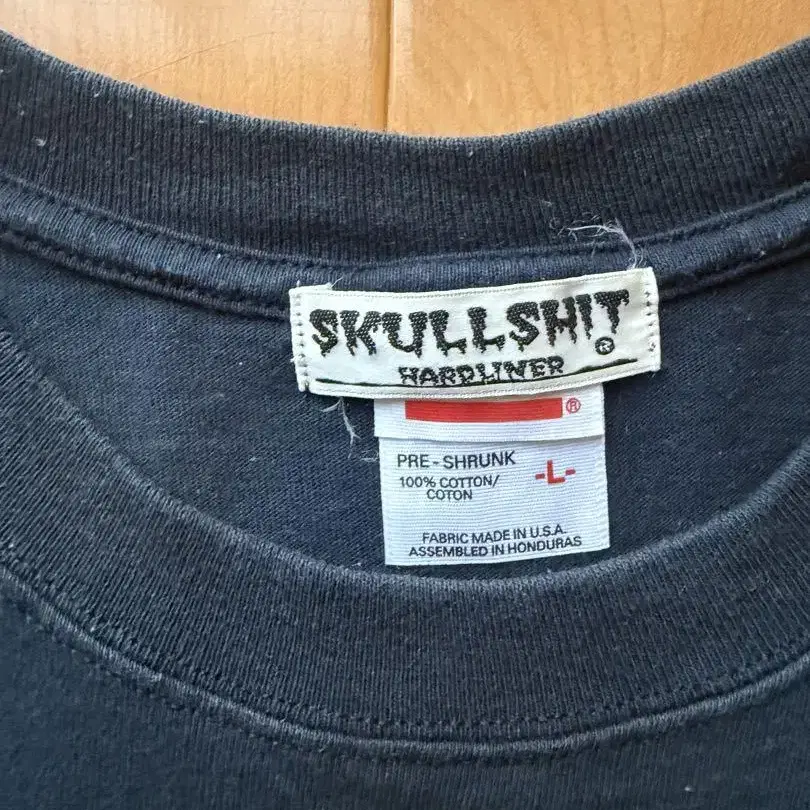 SKULLSHIT
®
HARDLINER
®
PRE - SHRUNK
100% COTTON/
COTON
-L-
FABRIC MADE IN U.S.A.
ASSEMBLED IN HONDURAS